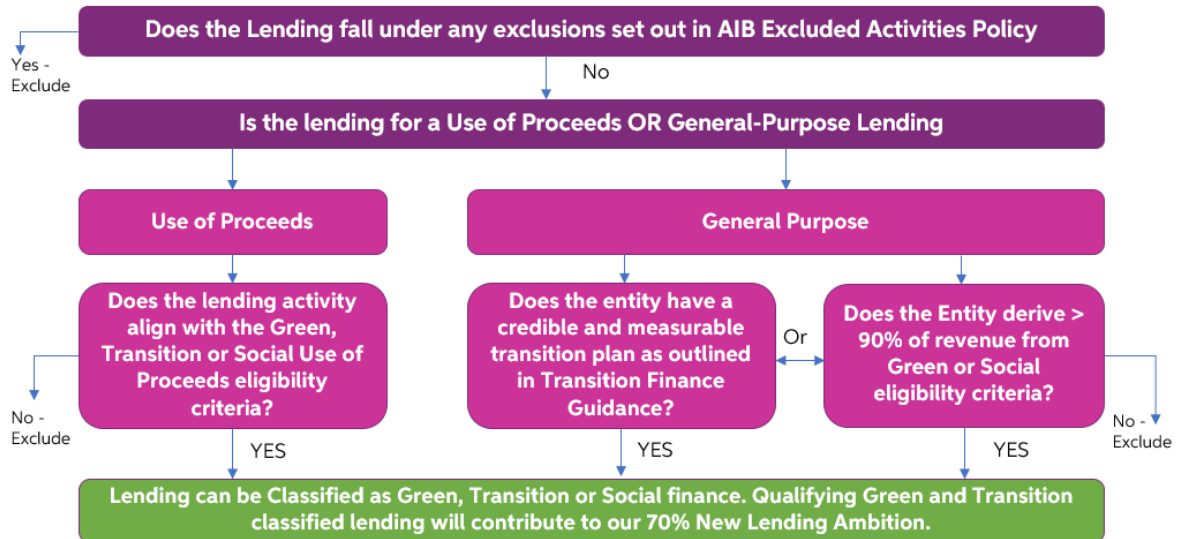 Does the Lending fall under any exclusions set out in AIB Excluded Activities Policy
Yes -
Exclude
No
Is the lending for a Use of Proceeds OR General-Purpose Lending
Use of Proceeds
General Purpose
Does the lending activity
align with the Green,
Transition or Social Use of
Proceeds eligibility
criteria?
No -
Exclude
Does the entity have a
credible and measurable
transition plan as outlined
in Transition Finance
Guidance?
Or
Does the Entity derive >
90% of revenue from
Green or Social
eligibility criteria?
No -
Exclude
YES
YES
YES
Lending can be Classified as Green, Transition or Social finance. Qualifying Green and Transition
classified lending will contribute to our 70% New Lending Ambition.